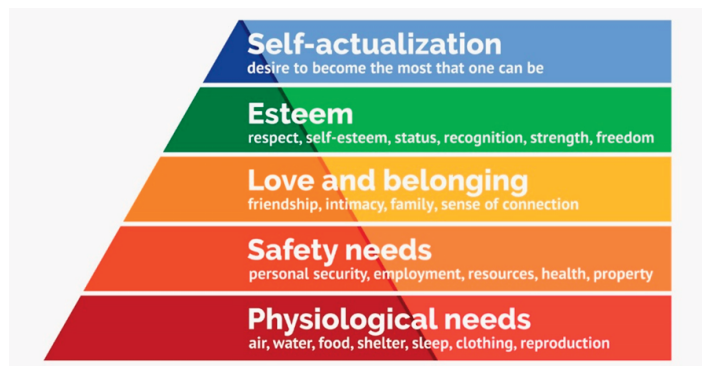 Self-actualization
desire to become the most that one can be
Esteem
respect, self-esteem, status, recognition, strength, freedom
Love and belonging
friendship, intimacy, family, sense of connection
Safety needs
personal security, employment, resources, health, property
Physiological needs
air, water, food, shelter, sleep, clothing, reproduction